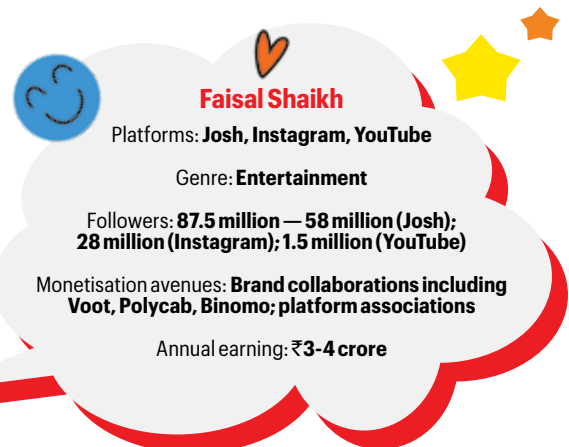 Faisal Shaikh
Platforms: Josh, Instagram, YouTube
Genre: Entertainment
Followers: 87.5 million — 58 million (Josh);
28 million (Instagram); 1.5 million (YouTube)
Monetisation avenues: Brand collaborations including
Voot, Polycab, Binomo; platform associations
Annual earning: ₹3-4 crore